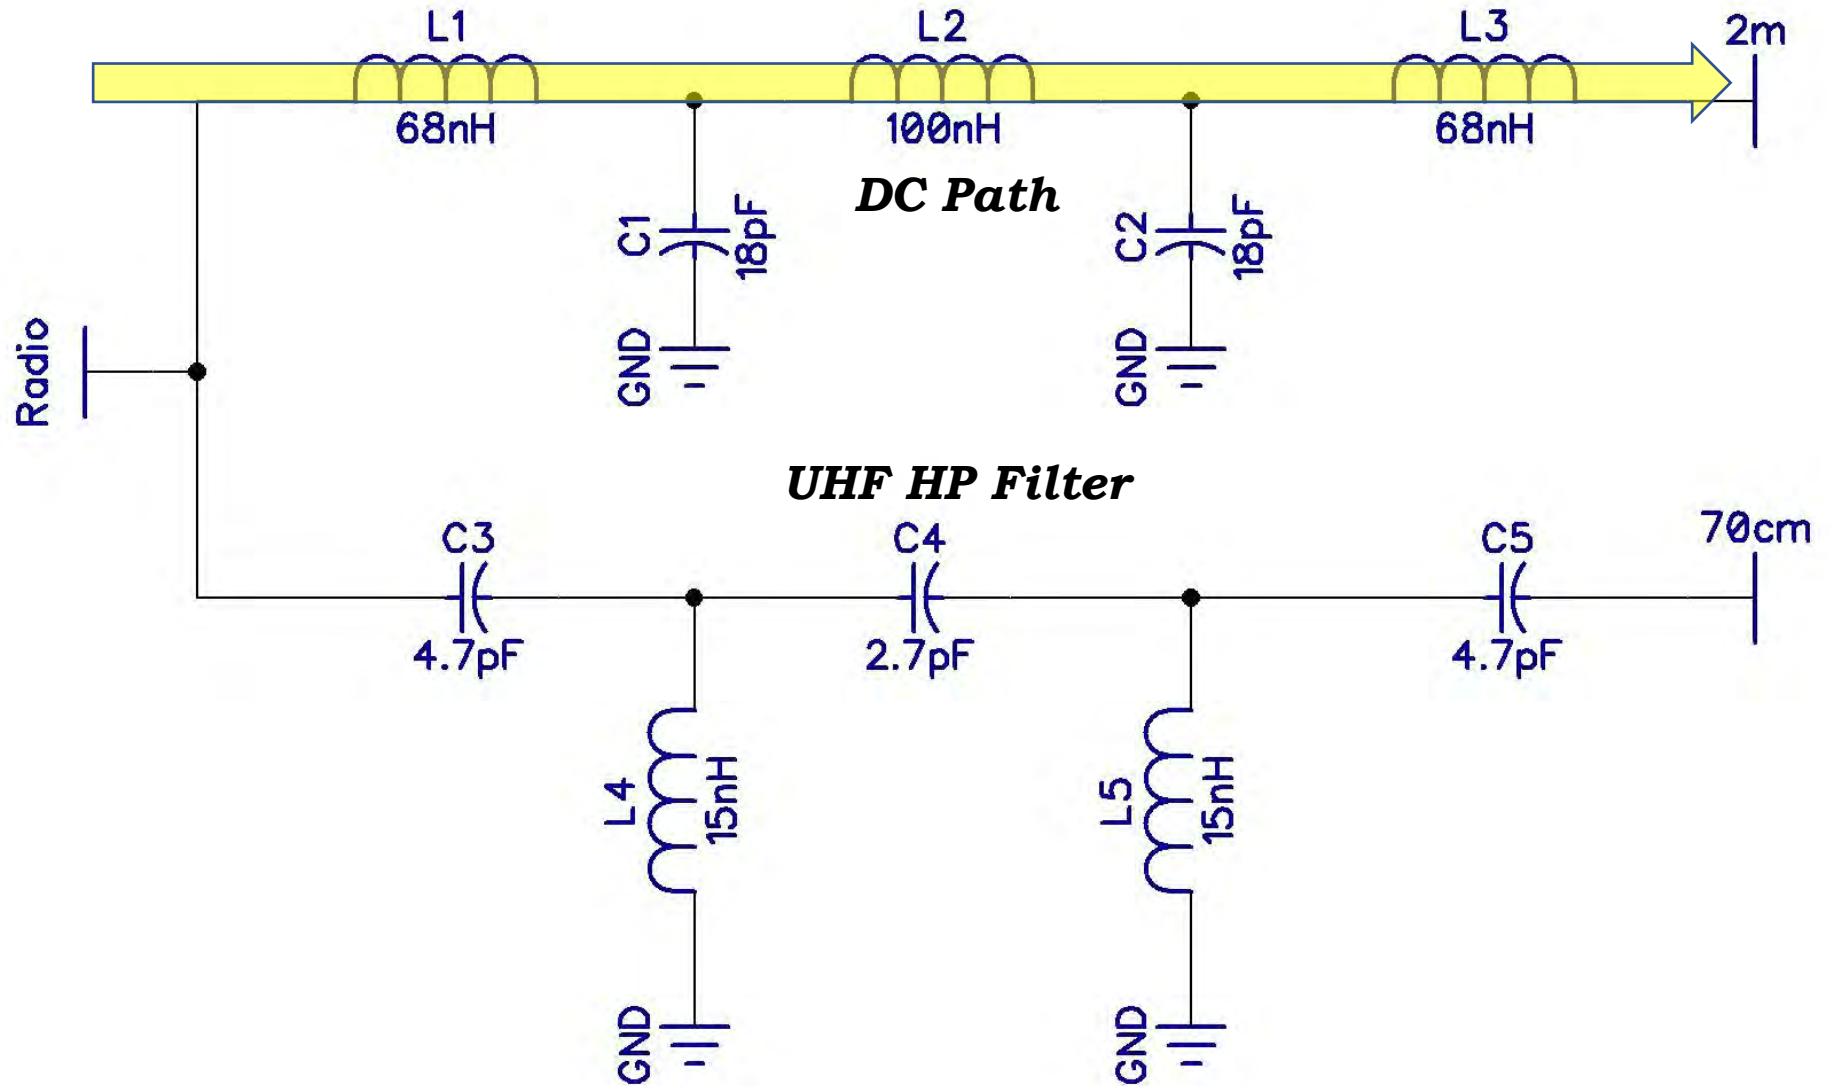 L1
L2
L3
2m
68nH
100nH
68nH
DC Path
C1
18pF
C2
18pF
GND
GND
Radio
UHF HP Filter
C3
C4
C5
70cm
4.7pF
2.7pF
4.7pF
L4
15nH
L5
15nH
GND
GND